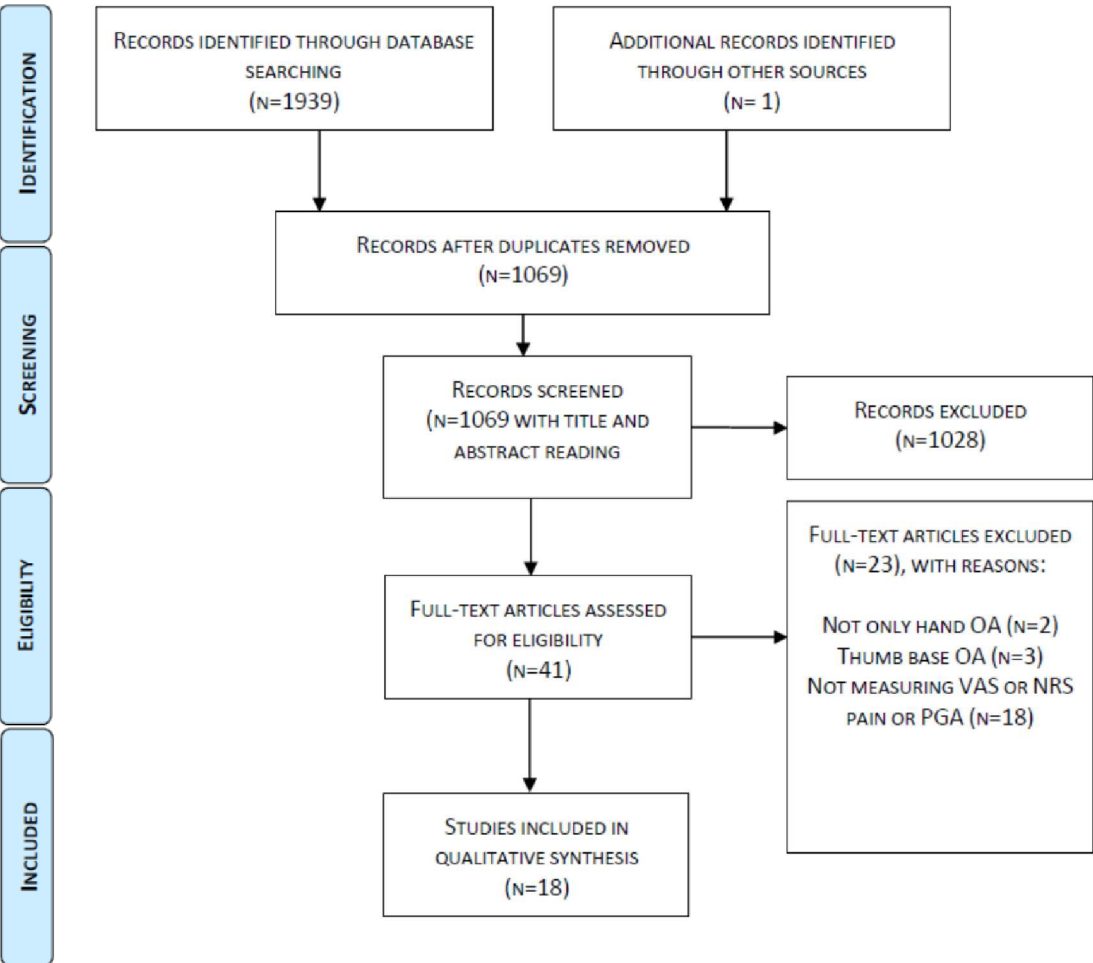 IDENTIFICATION
RECORDS IDENTIFIED THROUGH DATABASE
SEARCHING
(N=1939)
ADDITIONAL RECORDS IDENTIFIED
THROUGH OTHER SOURCES
(N= 1)
RECORDS AFTER DUPLICATES REMOVED
(N=1069)
SCREENING
RECORDS SCREENED
(N=1069 WITH TITLE AND
ABSTRACT READING
RECORDS EXCLUDED
(N=1028)
ELIGIBILITY
FULL-TEXT ARTICLES ASSESSED
FOR ELIGIBILITY
(N=41)
FULL-TEXT ARTICLES EXCLUDED
(N=23), WITH REASONS:
NOT ONLY HAND OA (N=2)
THUMB BASE OA (N=3)
NOT MEASURING VAS OR NRS
PAIN OR PGA (N=18)
INCLUDED
STUDIES INCLUDED IN
QUALITATIVE SYNTHESIS
(N=18)